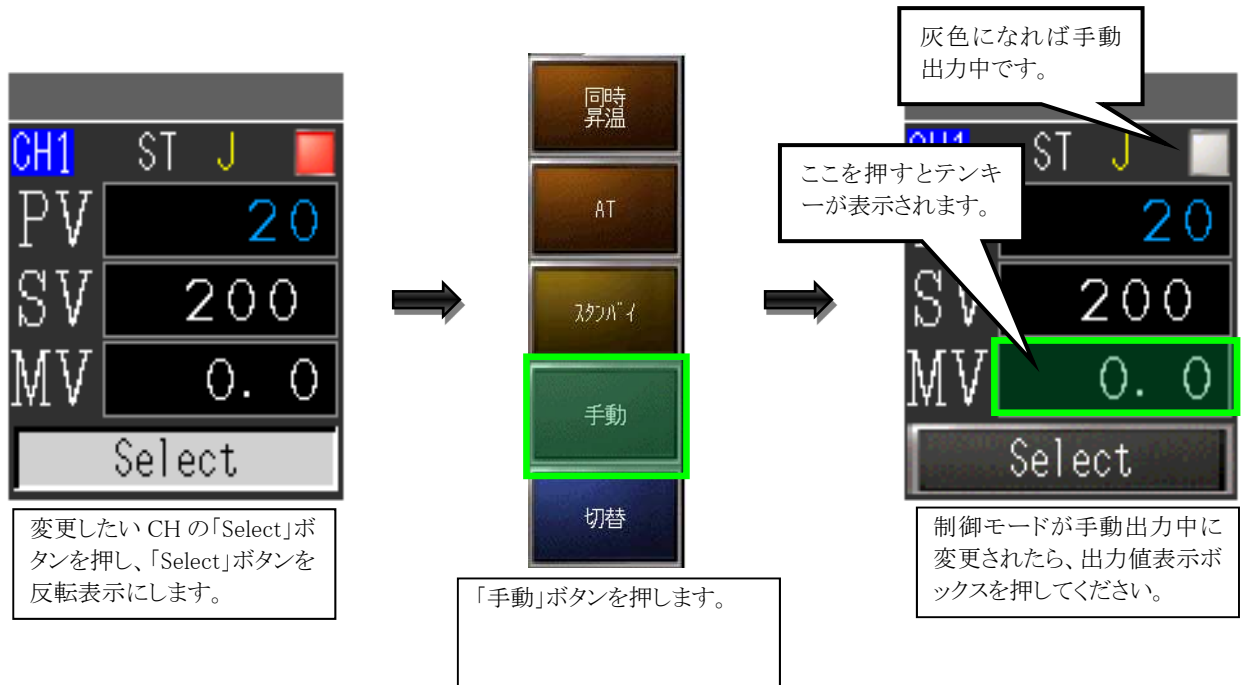 CH1 ST J
PV 20
SV 200
MV 0.0
Select
変更したい CH の「Select」ボ
タンを押し、「Select」ボタンを
反転表示にします。
同時
昇温
AT
ｽﾀﾝﾊﾞｲ
手動
切替
「手動」ボタンを押します。
灰色になれば手動
出力中です。
ここを押すとテンキ
ーが表示されます。
ST J
20
SV 200
MV 0.0
Select
制御モードが手動出力中に
変更されたら、出力値表示ボ
ックスを押してください。